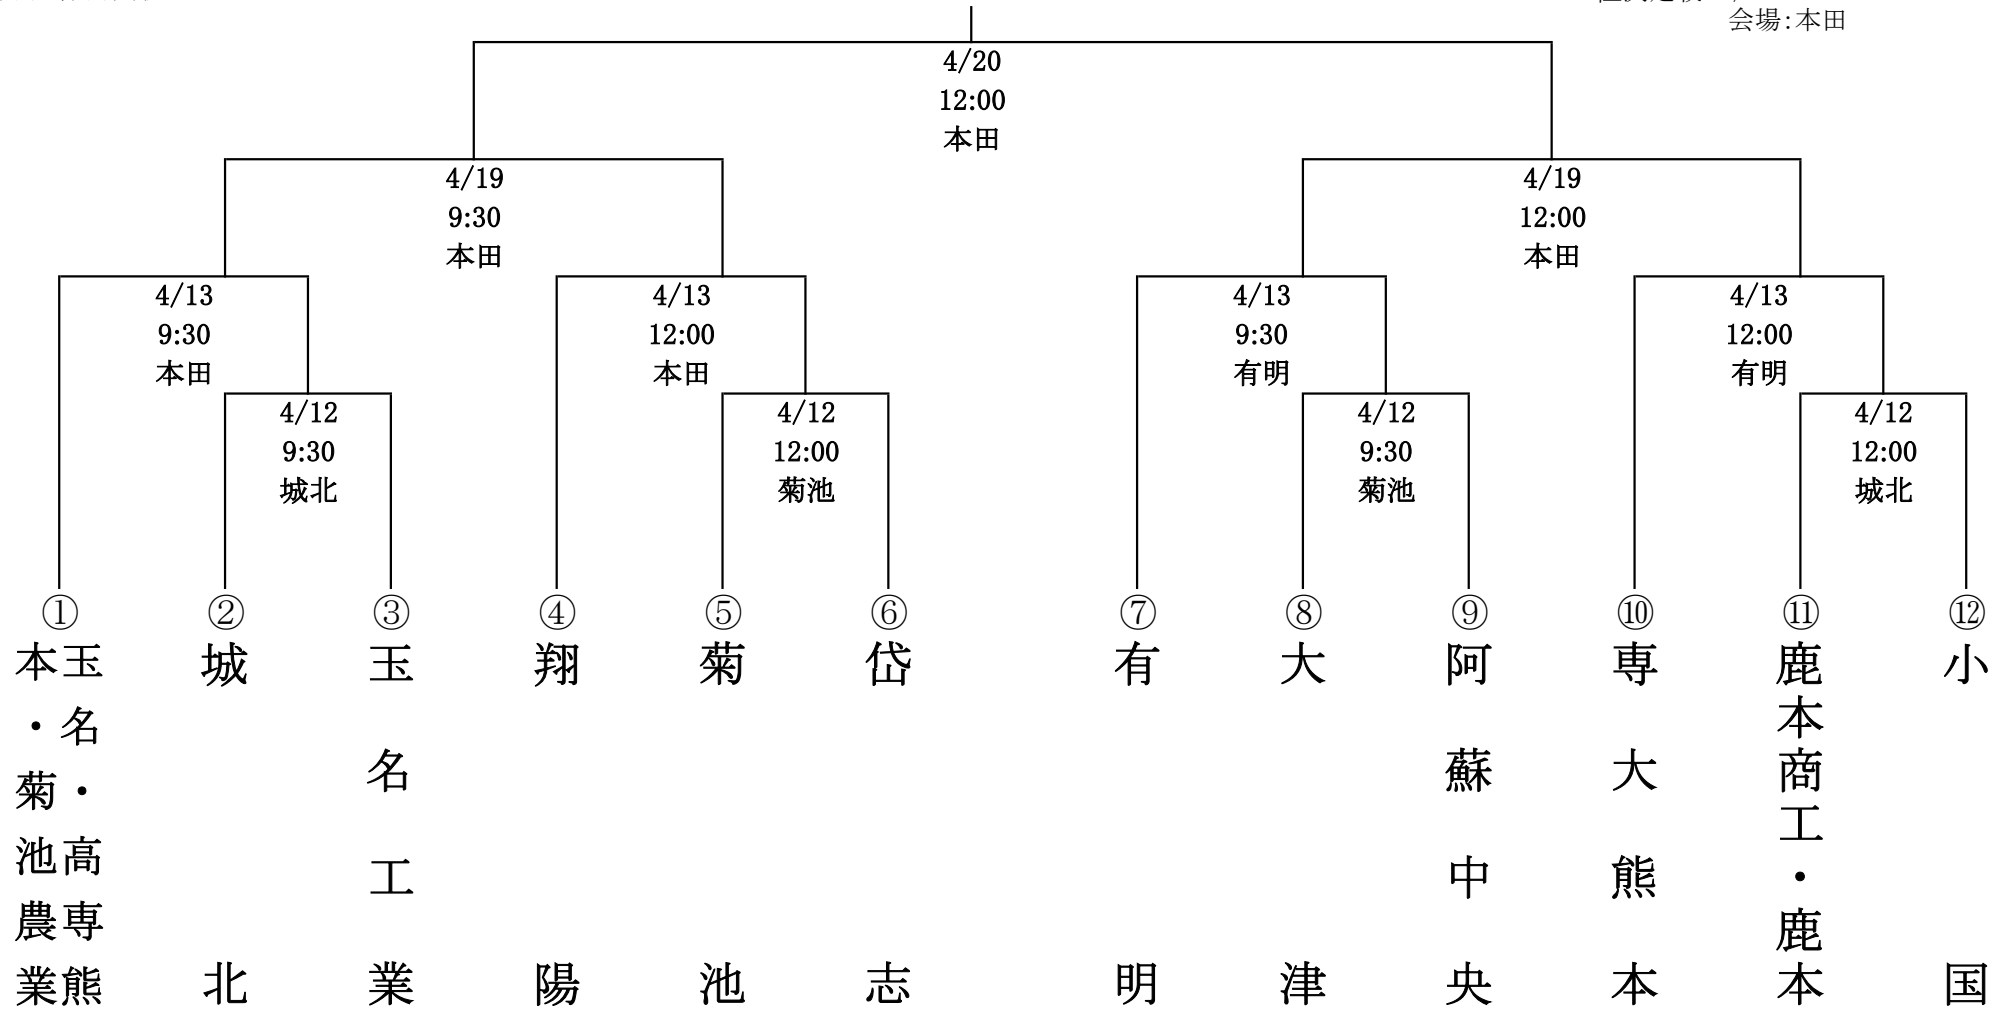 会場:本田
4/20
12:00
本田
4/19
9:30
本田
4/19
12:00
本田
4/13
9:30
本田
4/13
12:00
本田
4/13
9:30
有明
4/13
12:00
有明
4/12
9:30
城北
4/12
12:00
菊池
4/12
9:30
菊池
4/12
12:00
城北
①
玉名・高専熊
本・菊池農業
②
城北
③
玉名工業
④
翔陽
⑤
菊池
⑥
岱志
⑦
有明
⑧
大津
⑨
阿蘇中央
⑩
専大熊本
⑪
鹿本商工・鹿本
⑫
小国